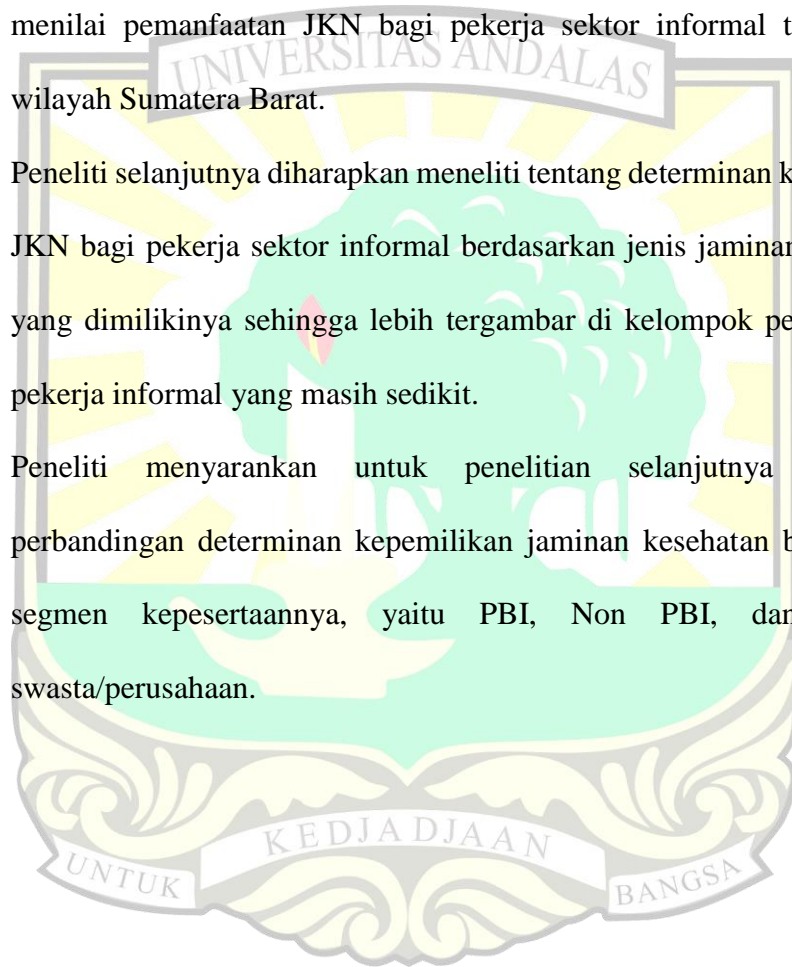 menilai pemanfaatan JKN bagi pekerja sektor informal
UNIVERSITAS ANDALAS
wilayah Sumatera Barat.
Peneliti selanjutnya diharapkan meneliti tentang determinan
JKN bagi pekerja sektor informal berdasarkan jenis jaminan
yang dimilikinya sehingga lebih tergambar di kelompok
pekerja informal yang masih sedikit.
Peneliti menyarankan untuk penelitian selanjutnya
perbandingan determinan kepemilikan jaminan kesehatan
segmen kepesertaannya, yaitu PBI, Non PBI, dan
swasta/perusahaan.
UNTUK KEDJADJAAN BANGSA